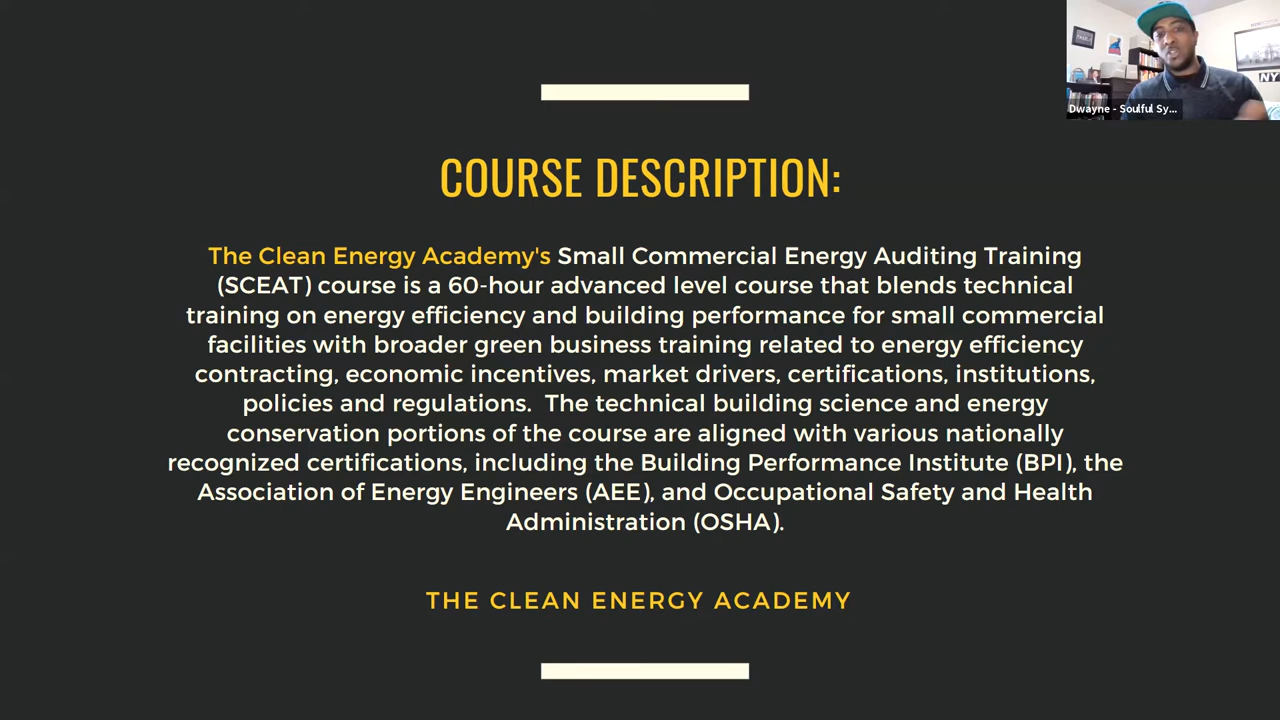 NY
Dwayne - Soulful Sy...
COURSE DESCRIPTION:
The Clean Energy Academy's Small Commercial Energy Auditing Training
(SCEAT) course is a 60-hour advanced level course that blends technical
training on energy efficiency and building performance for small commercial
facilities with broader green business training related to energy efficiency
contracting, economic incentives, market drivers, certifications, institutions,
policies and regulations.  The technical building science and energy
conservation portions of the course are aligned with various nationally
recognized certifications, including the Building Performance Institute (BPI), the
Association of Energy Engineers (AEE), and Occupational Safety and Health
Administration (OSHA).
THE CLEAN ENERGY ACADEMY